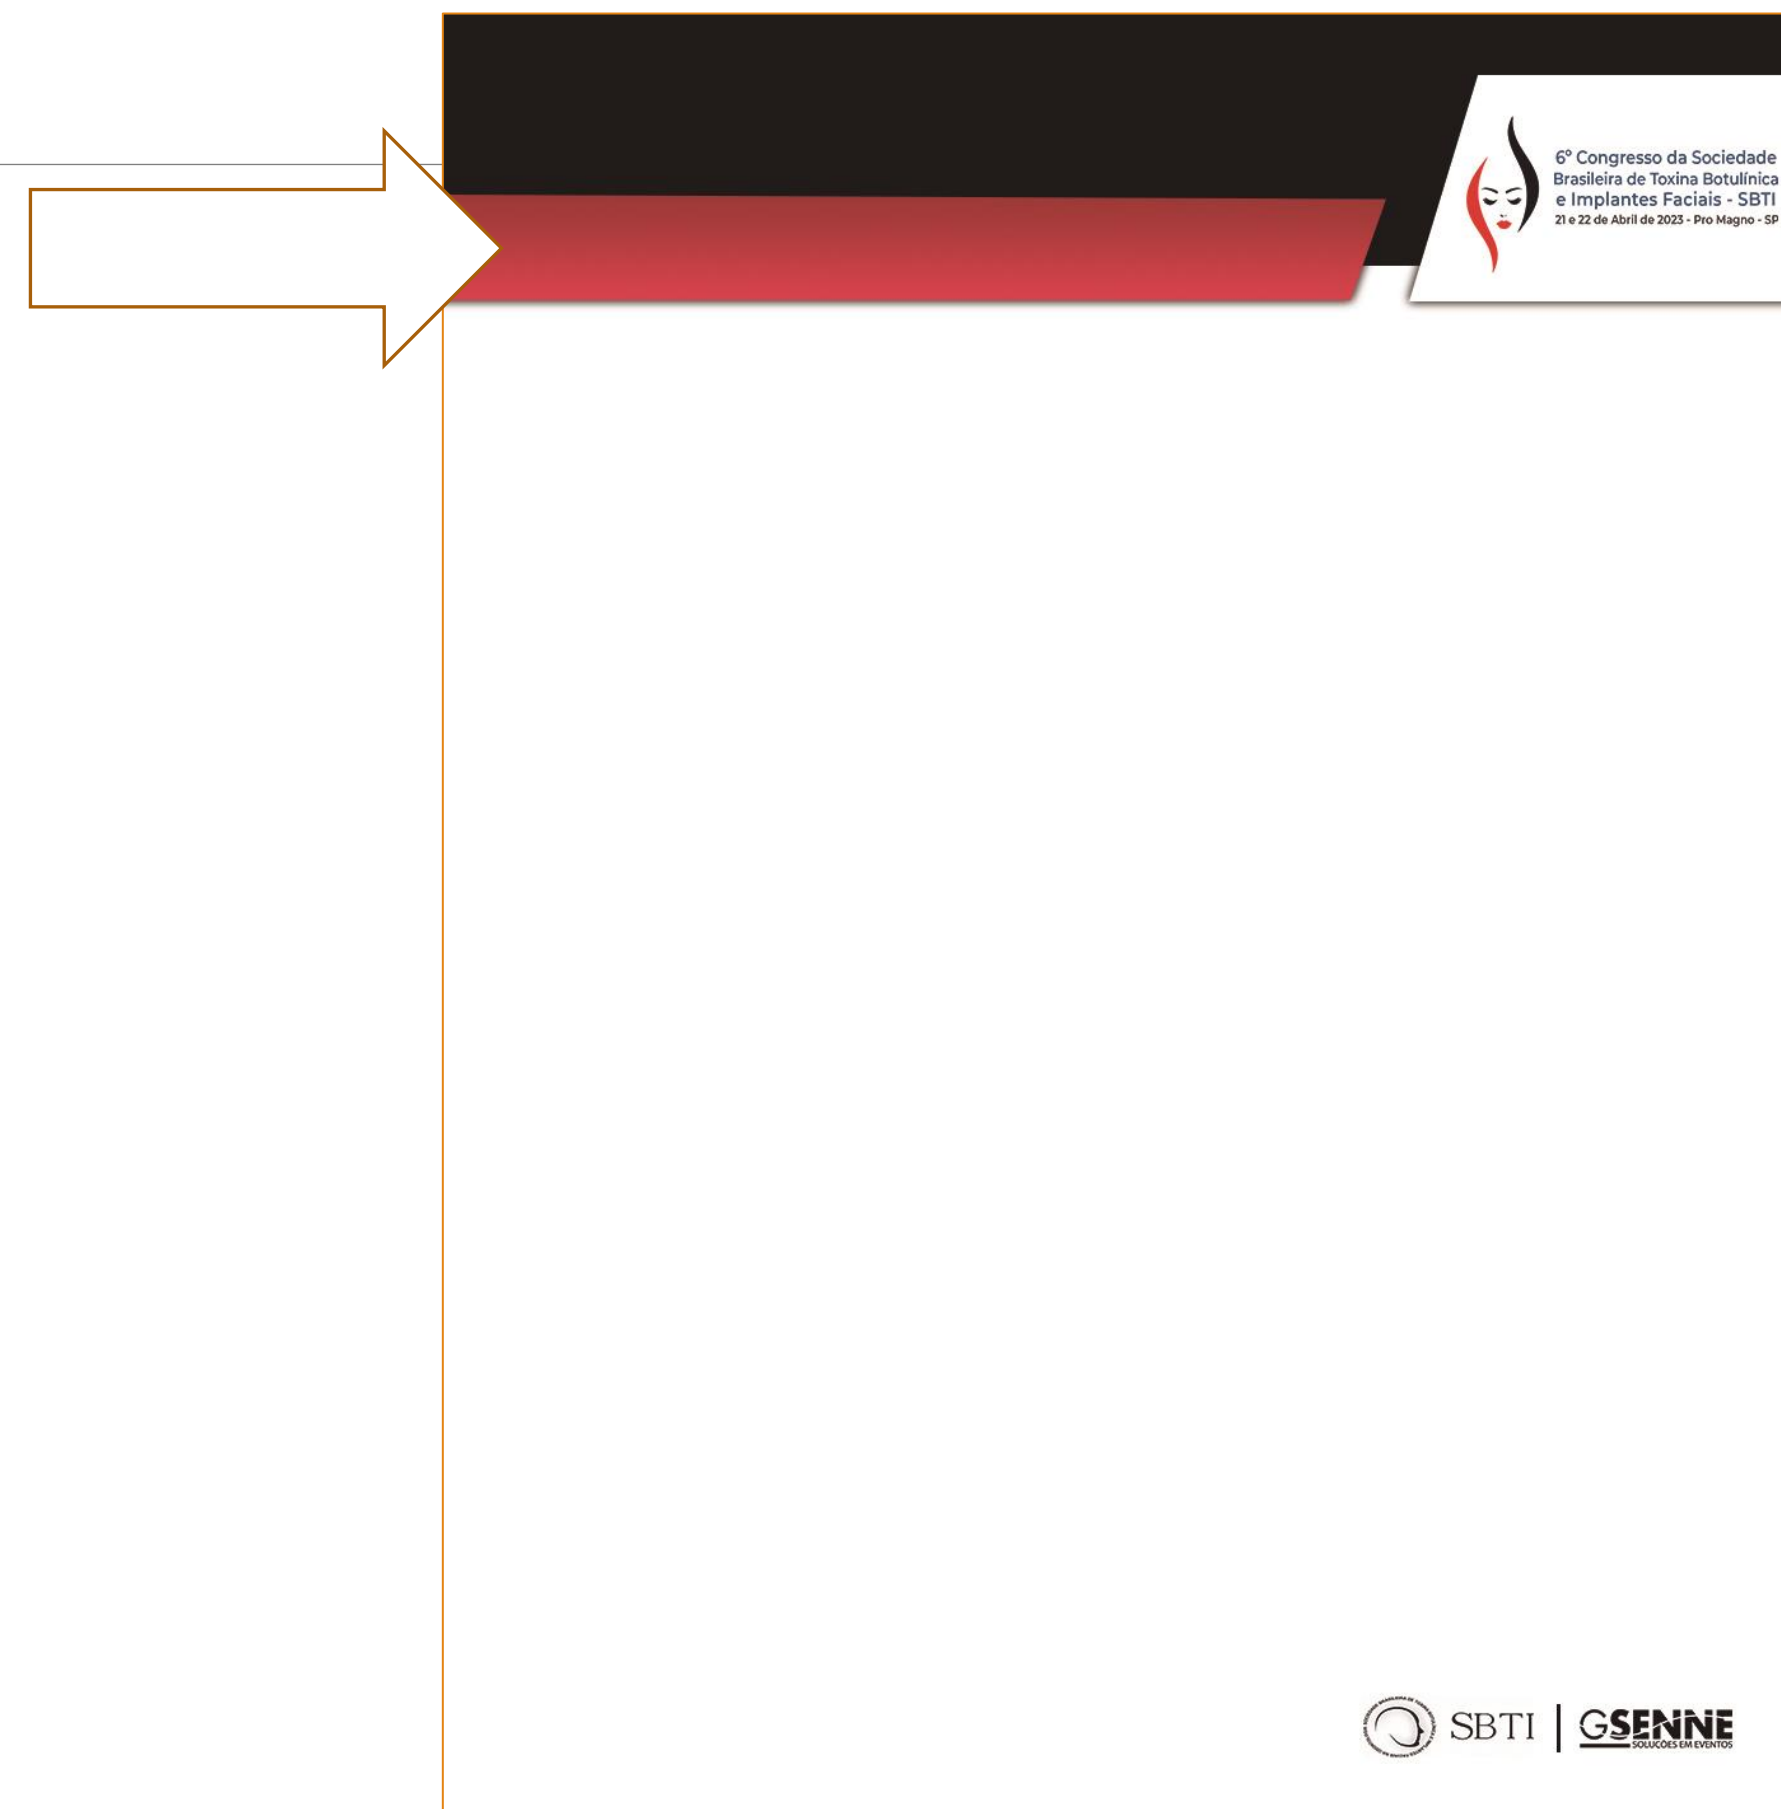 6º Congresso da Sociedade
Brasileira de Toxina Botulínica
e Implantes Faciais - SBTI
21 e 22 de Abril de 2023 - Pro Magno - SP
SBTI
GSENNE
SOLUÇÕES EM EVENTOS